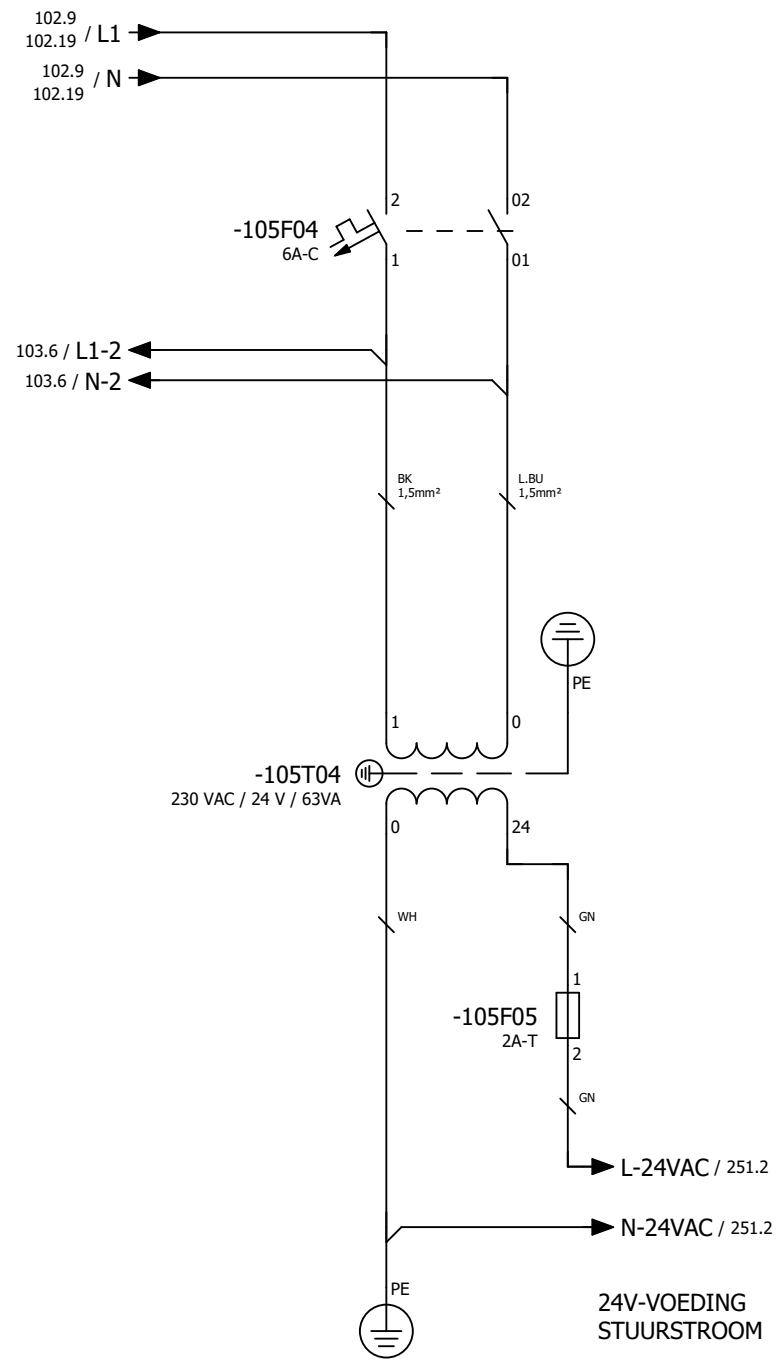 102.9
102.19 / L1
102.9
102.19 / N
2
02
-105F04
6A-C
1
01
103.6 / L1-2
103.6 / N-2
BK
1,5mm²
L.BU
1,5mm²
PE
1
0
-105T04
230 VAC / 24 V / 63VA
0
24
WH
GN
1
-105F05
2A-T
2
GN
L-24VAC / 251.2
N-24VAC / 251.2
PE
24V-VOEDING
STUURSTROOM